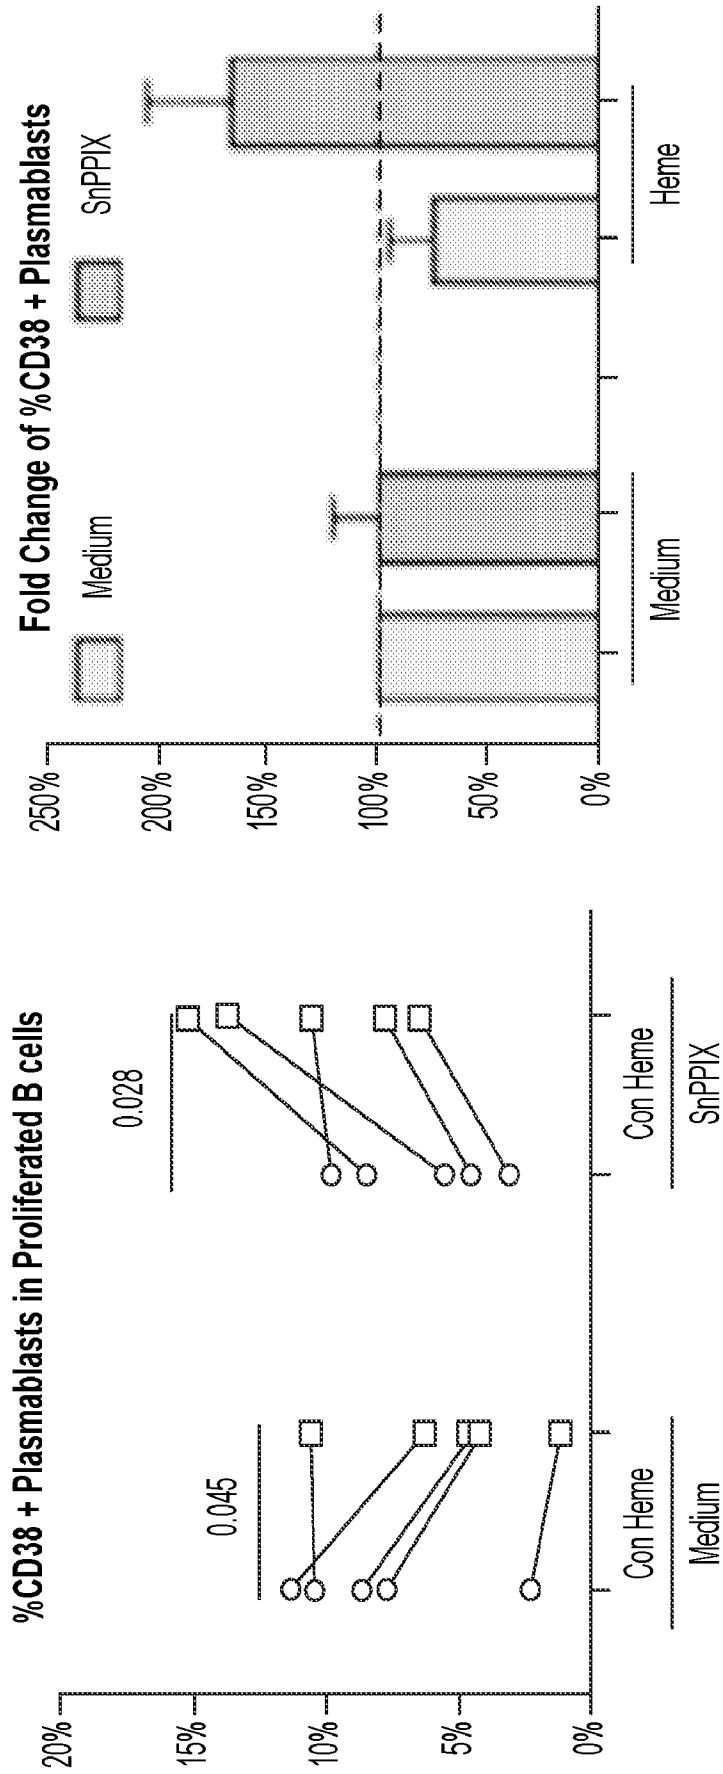 %CD38 + Plasmablasts in Proliferated B cells
20%
15%
10%
5%
0%
0.045
0.028
Con Heme
Medium
Con Heme
SnPPIX
Fold Change of %CD38 + Plasmablasts
Medium
SnPPIX
250%
200%
150%
100%
50%
0%
Medium
Heme